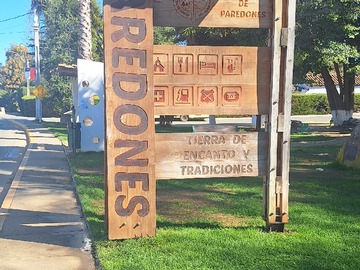 REDONES
DE
PAREDONES
TIERRA DE
ENCANTO Y
TRADICIONES